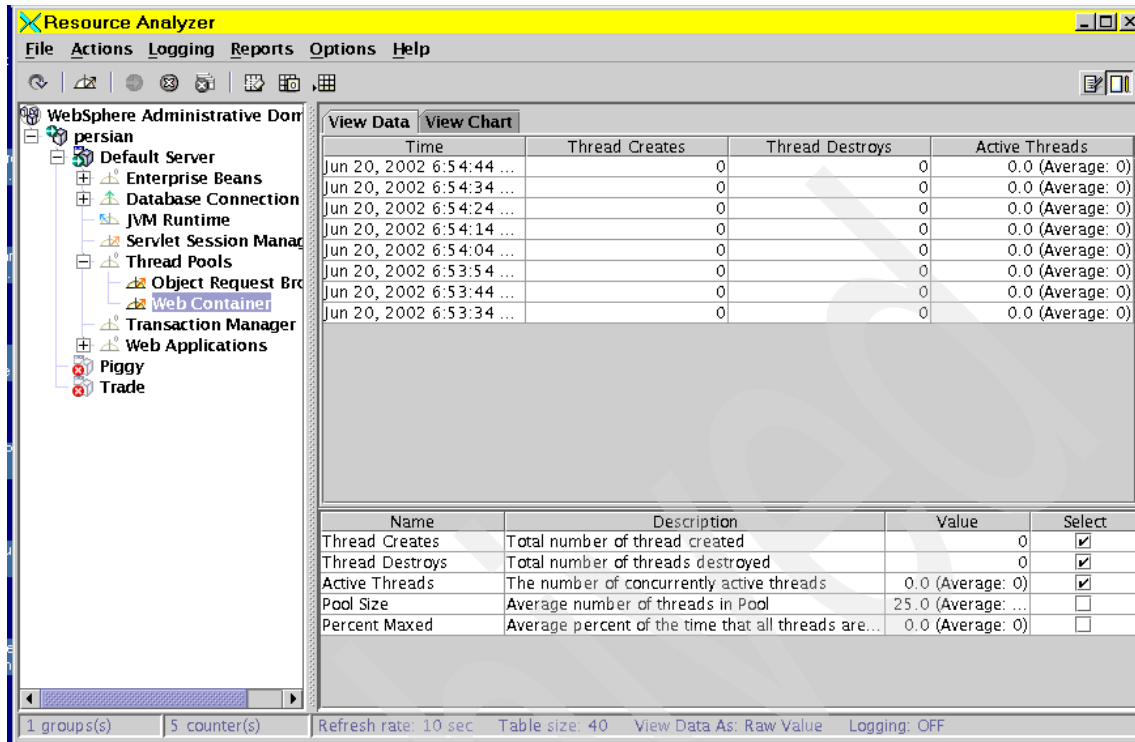 Resource Analyzer
File Actions Logging Reports Options Help
WebSphere Administrative Dom
persian
Default Server
Enterprise Beans
Database Connection
JVM Runtime
Servlet Session Manag
Thread Pools
Object Request Bro
Web Container
Transaction Manager
Web Applications
Piggy
Trade
View Data View Chart
Time Thread Creates Thread Destroys Active Threads
Jun 20, 2002 6:54:44 ... 0 0 0.0 (Average: 0)
Jun 20, 2002 6:54:34 ... 0 0 0.0 (Average: 0)
Jun 20, 2002 6:54:24 ... 0 0 0.0 (Average: 0)
Jun 20, 2002 6:54:14 ... 0 0 0.0 (Average: 0)
Jun 20, 2002 6:54:04 ... 0 0 0.0 (Average: 0)
Jun 20, 2002 6:53:54 ... 0 0 0.0 (Average: 0)
Jun 20, 2002 6:53:44 ... 0 0 0.0 (Average: 0)
Jun 20, 2002 6:53:34 ... 0 0 0.0 (Average: 0)
Name Description Value Select
Thread Creates Total number of thread created 0
Thread Destroys Total number of threads destroyed 0
Active Threads The number of concurrently active threads 0.0 (Average: 0)
Pool Size Average number of threads in Pool 25.0 (Average: ...
Percent Maxed Average percent of the time that all threads are... 0.0 (Average: 0)
1 groups(s) 5 counter(s) Refresh rate: 10 sec Table size: 40 View Data As: Raw Value Logging: OFF